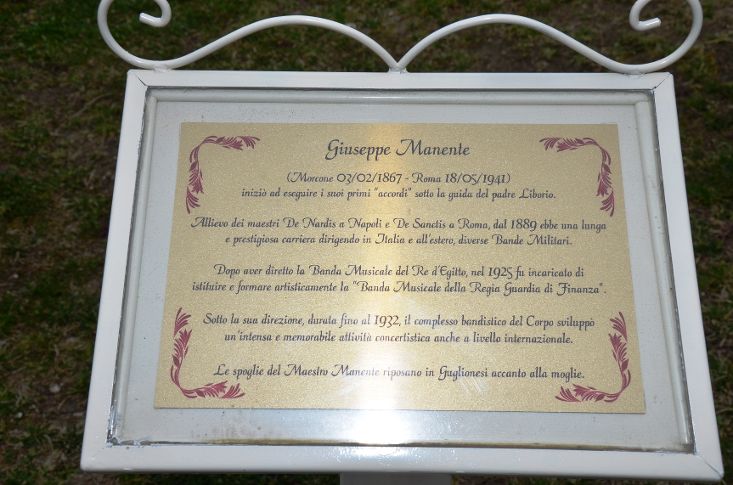 Giuseppe Manente
(Morcone 03/02/1867 - Roma 18/05/1941)
iniziò ad eseguire i suoi primi "accordi" sotto la guida del padre Liborio.
Allievo dei maestri De Nardis a Napoli e De Sanctis a Roma, dal 1889 ebbe una lunga
e prestigiosa carriera dirigendo in Italia e all'estero, diverse Bande Militari.
Dopo aver diretto la Banda Musicale del Re d'Egitto, nel 1925 fu incaricato di
istituire e formare artisticamente la "Banda Musicale della Regia Guardia di Finanza".
Sotto la sua direzione, durata fino al 1932, il complesso bandistico del Corpo sviluppò
un'intensa e memorabile attività concertistica anche a livello internazionale.
Le spoglie del Maestro Manente riposano in Guglionesi accanto alla moglie.